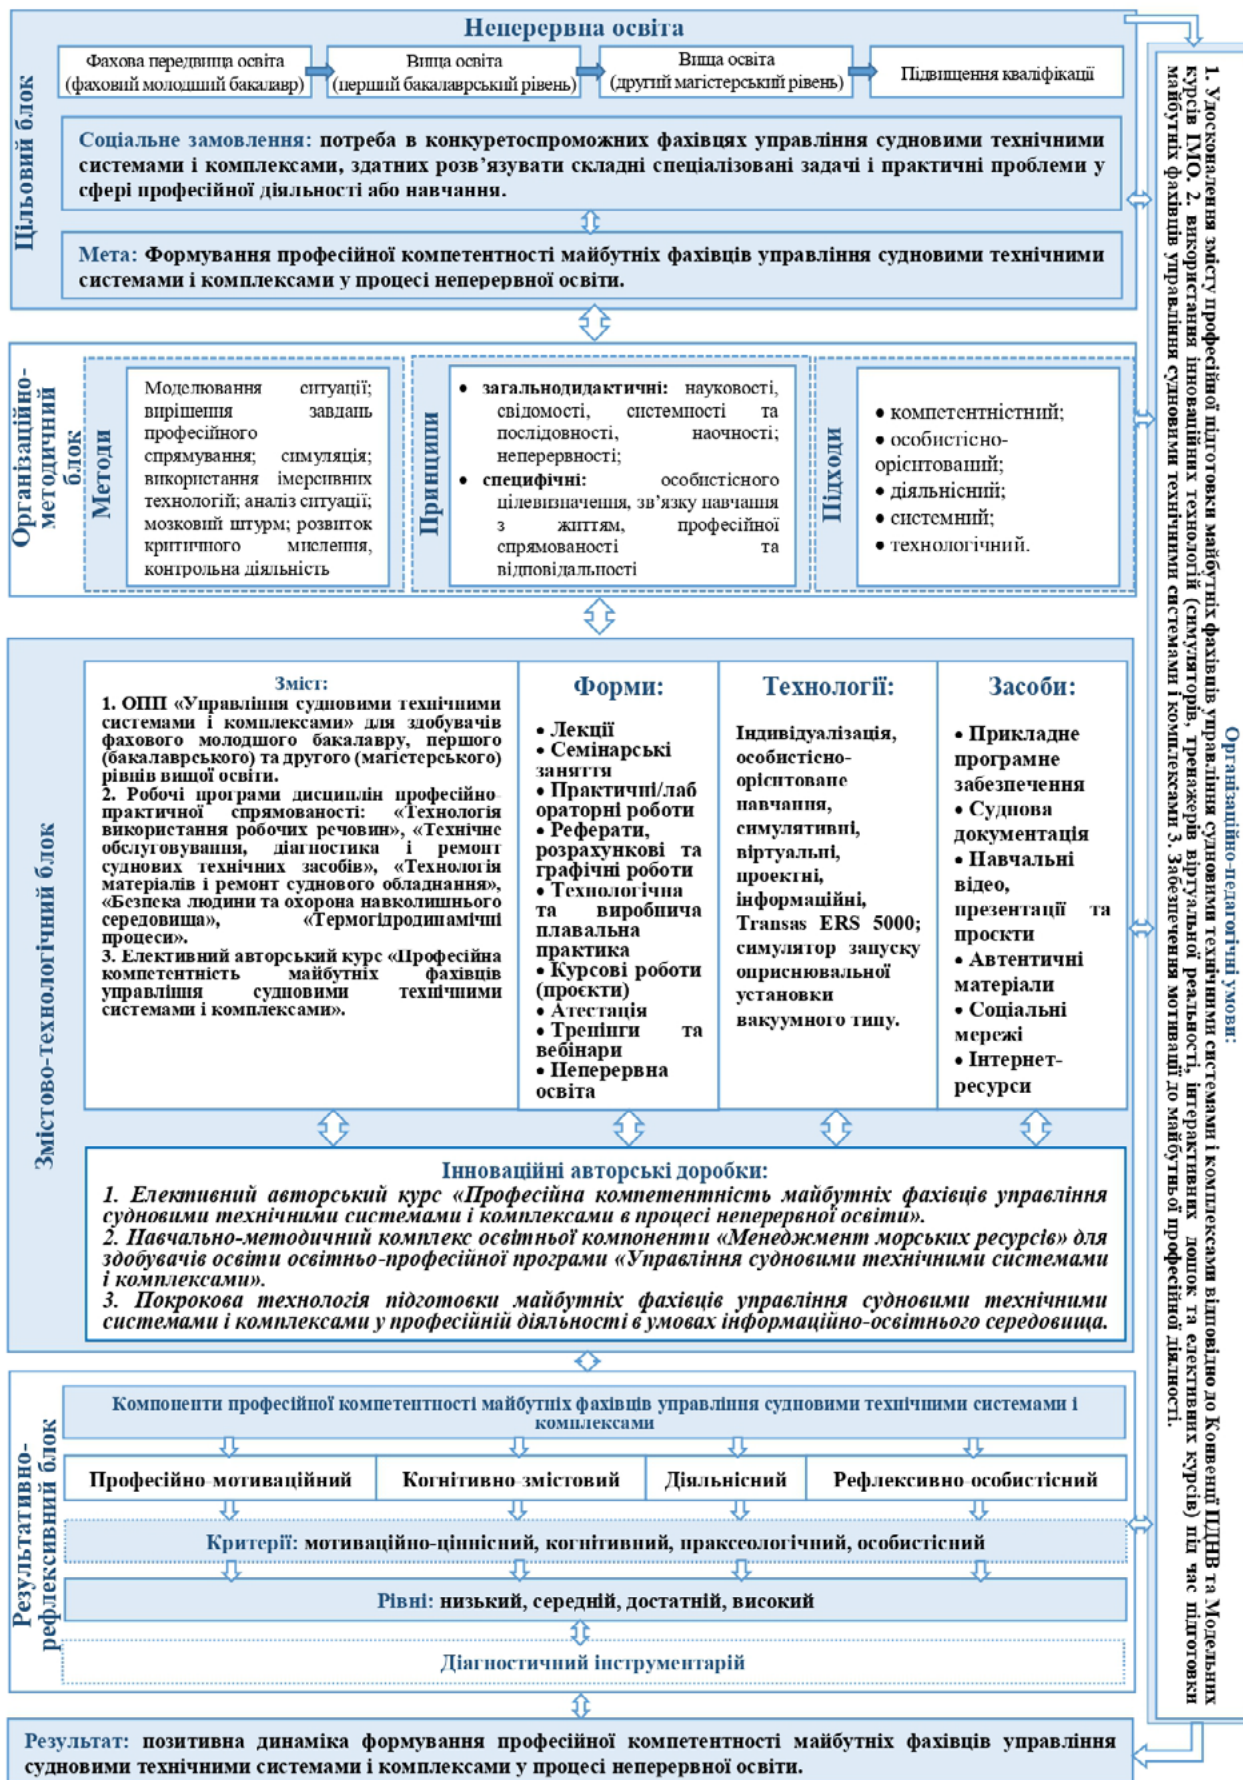 Неперервна освіта
Цільовий блок
Фахова передвища освіта
(фаховий молодший бакалавр)
Вища освіта
(перший бакалаврський рівень)
Вища освіта
(другий магістерський рівень)
Підвищення кваліфікації
Соціальне замовлення: потреба в конкуретоспроможних фахівцях управління судновими технічними
системами і комплексами, здатних розв’язувати складні спеціалізовані задачі і практичні проблеми у
сфері професійної діяльності або навчання.
Мета: Формування професійної компетентності майбутніх фахівців управління судновими технічними
системами і комплексами у процесі неперервної освіти.
Організаційно-
методичний
блок
Методи
Моделювання ситуації;
вирішення завдань
професійного
спрямування; симуляція;
використання імерсивних
технологій; аналіз ситуації;
мозковий штурм; розвиток
критичного мислення,
контрольна діяльність
Принципи
• загальнодидактичні: науковості,
свідомості, системності та
послідовності, наочності;
неперервності;
• специфічні: особистісного
цілевизначення, зв’язку навчання
з життям, професійної
спрямованості та
відповідальності
Підходи
• компетентністний;
• особистісно-
орієнтований;
• діяльнісний;
• системний;
• технологічний.
Змістово-технологічний блок
Зміст:
1. ОПП «Управління судновими технічними
системами і комплексами» для здобувачів
фахового молодшого бакалавру, першого
(бакалаврського) та другого (магістерського)
рівнів вищої освіти.
2. Робочі програми дисциплін професійно-
практичної спрямованості: «Технологія
використання робочих речовин», «Технічне
обслуговування, діагностика і ремонт
суднових технічних засобів», «Технологія
матеріалів і ремонт суднового обладнання»,
«Безпека людини та охорона навколишнього
середовища», «Термогідродинамічні
процеси».
3. Елективний авторський курс «Професійна
компетентність майбутніх фахівців
управління судновими технічними
системами і комплексами».
Форми:
• Лекції
• Семінарські
заняття
• Практичні/лаб
ораторні роботи
• Реферати,
розрахункові та
графічні роботи
• Технологічна
та виробнича
плавальна
практика
• Курсові роботи
(проєкти)
• Атестація
• Тренінги та
вебінари
• Неперервна
освіта
Технології:
Індивідуалізація,
особистісно-
орієнтоване
навчання,
симулятивні,
віртуальні,
проектні,
інформаційні,
Transas ERS 5000;
симулятор запуску
опріснювальної
установки
вакуумного типу.
Засоби:
• Прикладне
програмне
забезпечення
• Суднова
документація
• Навчальні
відео,
презентації та
проєкти
• Автентичні
матеріали
• Соціальні
мережі
• Інтернет-
ресурси
Інноваційні авторські доробки:
1. Елективний авторський курс «Професійна компетентність майбутніх фахівців управління
судновими технічними системами і комплексами в процесі неперервної освіти».
2. Навчально-методичний комплекс освітньої компоненти «Менеджмент морських ресурсів» для
здобувачів освіти освітньо-професійної програми «Управління судновими технічними системами
і комплексами».
3. Покрокова технологія підготовки майбутніх фахівців управління судновими технічними
системами і комплексами у професійній діяльності в умовах інформаційно-освітнього середовища.
Результативно-
рефлексивний блок
Компоненти професійної компетентності майбутніх фахівців управління судновими технічними системами і
комплексами
Професійно-мотиваційний
Когнітивно-змістовий
Діяльнісний
Рефлексивно-особистісний
Критерії: мотиваційно-ціннісний, когнітивний, праксеологічний, особистісний
Рівні: низький, середній, достатній, високий
Діагностичний інструментарій
Результат: позитивна динаміка формування професійної компетентності майбутніх фахівців управління
судновими технічними системами і комплексами у процесі неперервної освіти.
Організаційно-педагогічні умови:
1. Удосконалення змісту професійної підготовки майбутніх фахівців управління судновими технічними системами і комплексами відповідно до Конвенції ПДНВ та Модельних
курсів ІМО. 2. використання інноваційних технологій (симуляторів, тренажерів віртуальної реальності, інтерактивних дошок та елективних курсів) під час підготовки
майбутніх фахівців управління судновими технічними системами і комплексами 3. Забезпечення мотивації до майбутньої професійної діялності.